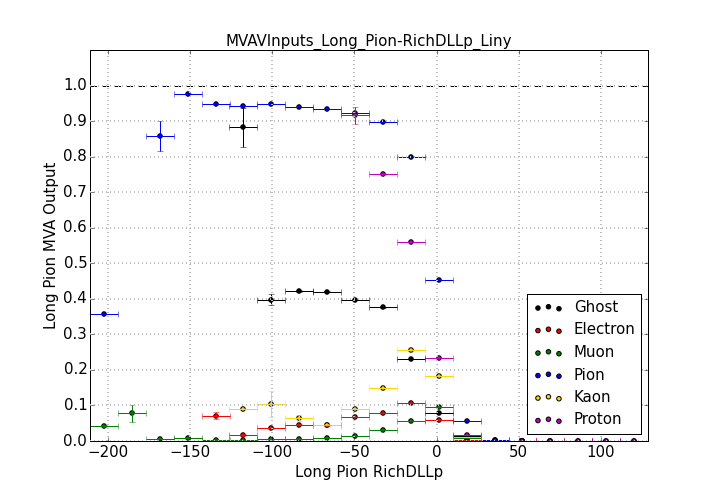 MVAVInputs_Long_Pion-RichDLLp_Liny
Long Pion MVA Output
1.0
0.9
0.8
0.7
0.6
0.5
0.4
0.3
0.2
0.1
0.0
Ghost
Electron
Muon
Pion
Kaon
Proton
−200 −150 −100 −50 0 50 100
Long Pion RichDLLp